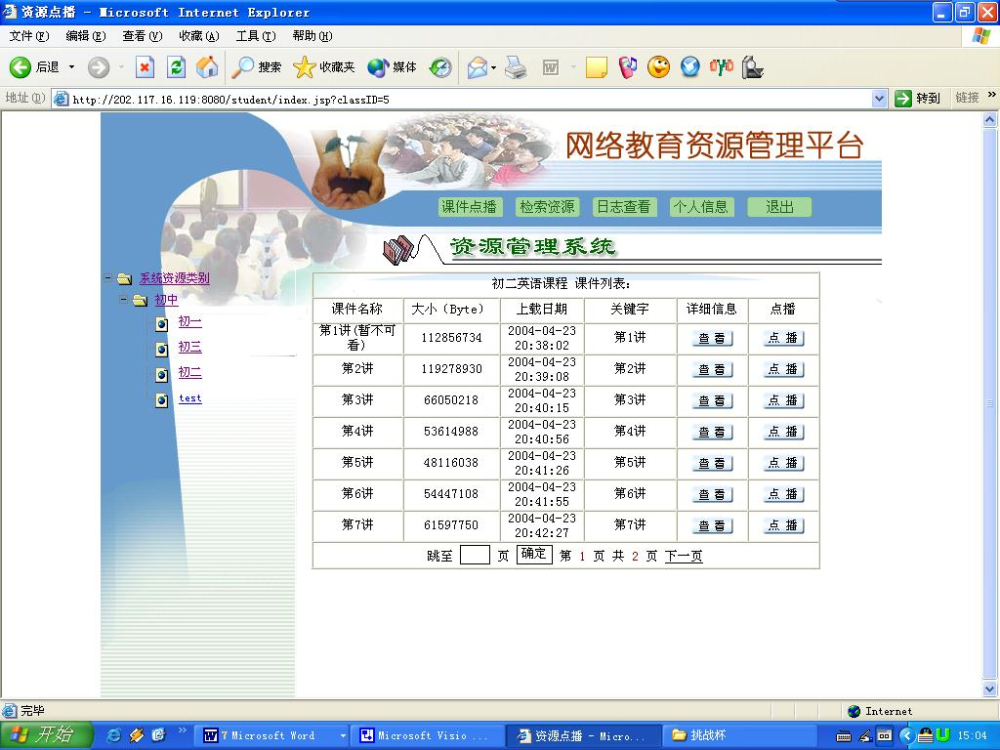 资源点播 - Microsoft Internet Explorer
文件(F) 编辑(E) 查看(V) 收藏(A) 工具(T) 帮助(H)
后退 搜索 收藏夹 媒体
地址(D) http://202.117.16.119:8080/student/index.jsp?classID=5 转到 链接 »
网络教育资源管理平台
课件点播 检索资源 日志查看 个人信息 退出
资源管理系统
系统资源类别
初中
初一
初三
初二
test
初二英语课程 课件列表:
课件名称 大小（Byte） 上载日期 关键字 详细信息 点播
第1讲(暂不可看) 112856734 2004-04-23 20:38:02 第1讲 查看 点播
第2讲 119278930 2004-04-23 20:39:08 第2讲 查看 点播
第3讲 66050218 2004-04-23 20:40:15 第3讲 查看 点播
第4讲 53614988 2004-04-23 20:40:56 第4讲 查看 点播
第5讲 48116038 2004-04-23 20:41:26 第5讲 查看 点播
第6讲 54447108 2004-04-23 20:41:55 第6讲 查看 点播
第7讲 61597750 2004-04-23 20:42:27 第7讲 查看 点播
跳至 页 确定 第 1 页 共 2 页 下一页
完毕 Internet
开始 » 7 Microsoft Word Microsoft Visio ... 资源点播 - Micro... 挑战杯 15:04